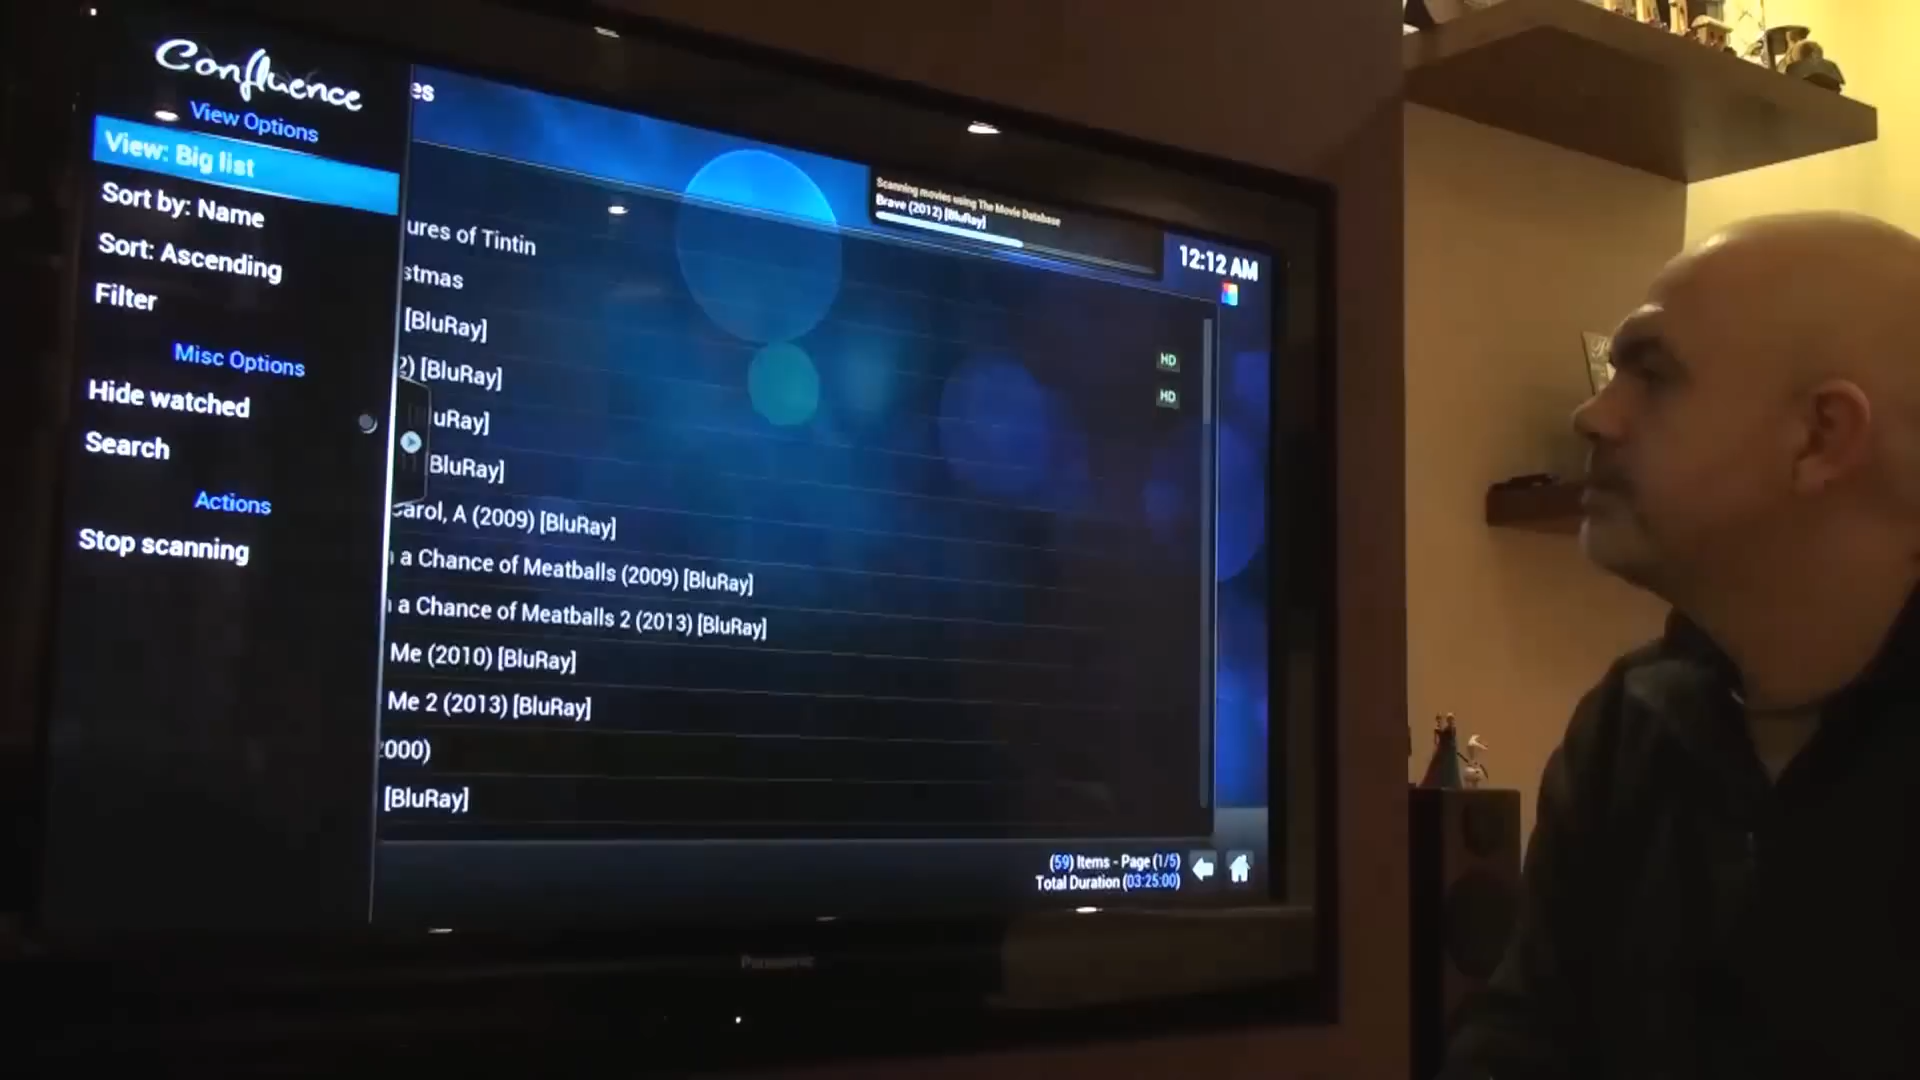 Confluence
View Options
View: Big list
Sort by: Name
Sort: Ascending
Filter
Misc Options
Hide watched
Search
Actions
Stop scanning
es
Scanning movies using The Movie Database
Brave (2012) [BluRay]
12:12 AM
ures of Tintin
stmas
[BluRay]
2) [BluRay]
uRay]
BluRay]
Carol, A (2009) [BluRay]
a Chance of Meatballs (2009) [BluRay]
a Chance of Meatballs 2 (2013) [BluRay]
Me (2010) [BluRay]
Me 2 (2013) [BluRay]
2000)
[BluRay]
HD
HD
(59) Items - Page (1/5)
Total Duration (03:25:00)
Panasonic